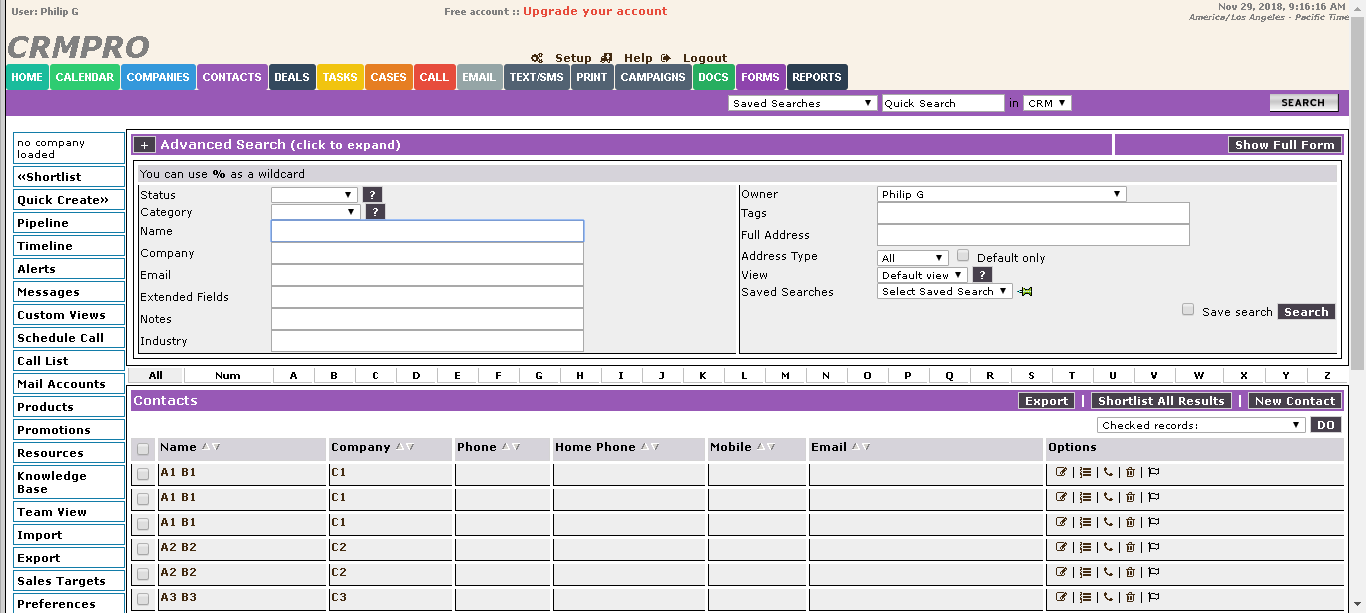 User: Philip G
Free account :: Upgrade your account
Nov 29, 2018, 9:16:16 AM
America/Los Angeles - Pacific Time
CRMPRO
Setup Help Logout
HOME CALENDAR COMPANIES CONTACTS DEALS TASKS CASES CALL EMAIL TEXT/SMS PRINT CAMPAIGNS DOCS FORMS REPORTS
Saved Searches Quick Search in CRM SEARCH
no company
loaded
«Shortlist
Quick Create»
Pipeline
Timeline
Alerts
Messages
Custom Views
Schedule Call
Call List
Mail Accounts
Products
Promotions
Resources
Knowledge
Base
Team View
Import
Export
Sales Targets
Preferences
+ Advanced Search (click to expand) Show Full Form
You can use % as a wildcard
Status ?
Category ?
Name
Company
Email
Extended Fields
Notes
Industry
Owner Philip G
Tags
Full Address
Address Type All Default only
View Default view ?
Saved Searches Select Saved Search
Save search Search
All Num A B C D E F G H I J K L M N O P Q R S T U V W X Y Z
Contacts Export | Shortlist All Results | New Contact
Checked records: DO
Name Company Phone Home Phone Mobile Email Options
A1 B1 C1 | | | |
A1 B1 C1 | | | |
A1 B1 C1 | | | |
A2 B2 C2 | | | |
A2 B2 C2 | | | |
A3 B3 C3 | | | |